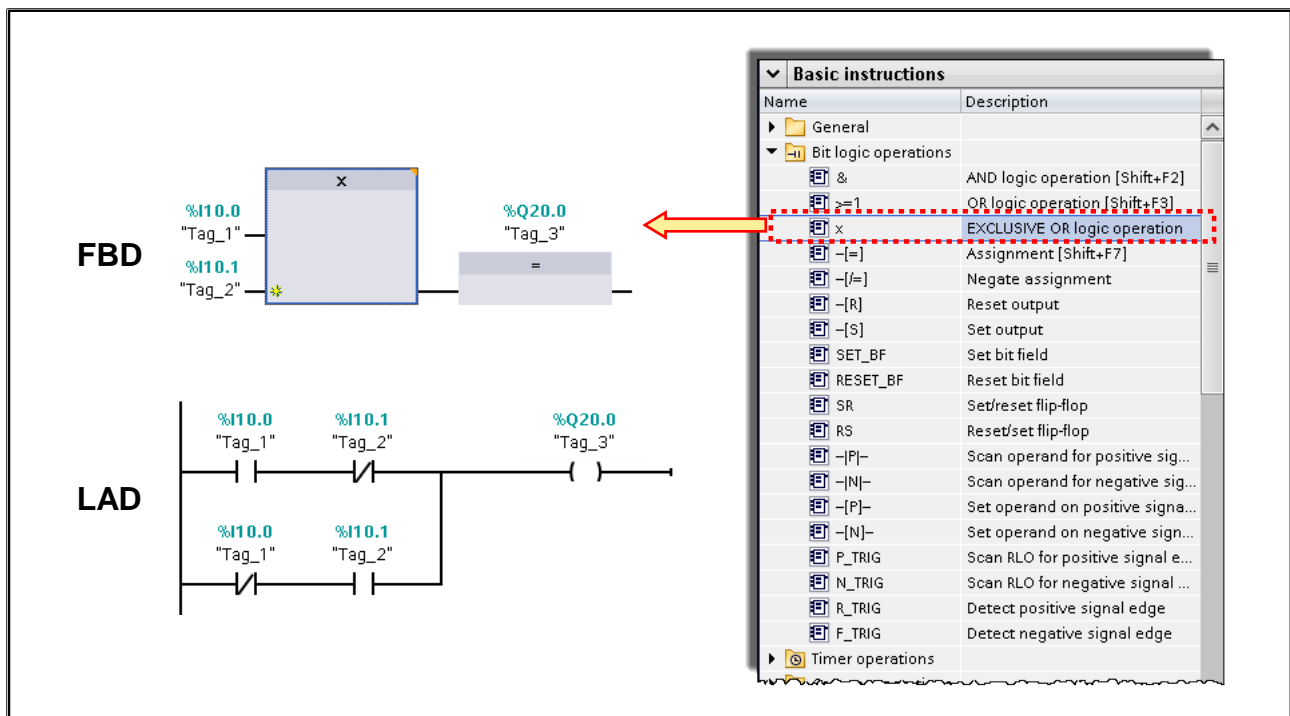 FBD
x
%I10.0
"Tag_1"
%I10.1
"Tag_2"
%Q20.0
"Tag_3"
=
LAD
%I10.0 %I10.1 %Q20.0
"Tag_1" "Tag_2" "Tag_3"
%I10.0 %I10.1
"Tag_1" "Tag_2"
Basic instructions
Name Description
General
Bit logic operations
& AND logic operation [Shift+F2]
>=1 OR logic operation [Shift+F3]
x EXCLUSIVE OR logic operation
–[=] Assignment [Shift+F7]
–[/=] Negate assignment
–[R] Reset output
–[S] Set output
SET_BF Set bit field
RESET_BF Reset bit field
SR Set/reset flip-flop
RS Reset/set flip-flop
–|P|– Scan operand for positive sig...
–|N|– Scan operand for negative sig...
–[P]– Set operand on positive signa...
–[N]– Set operand on negative sign...
P_TRIG Scan RLO for positive signal e...
N_TRIG Scan RLO for negative signal ...
R_TRIG Detect positive signal edge
F_TRIG Detect negative signal edge
Timer operations